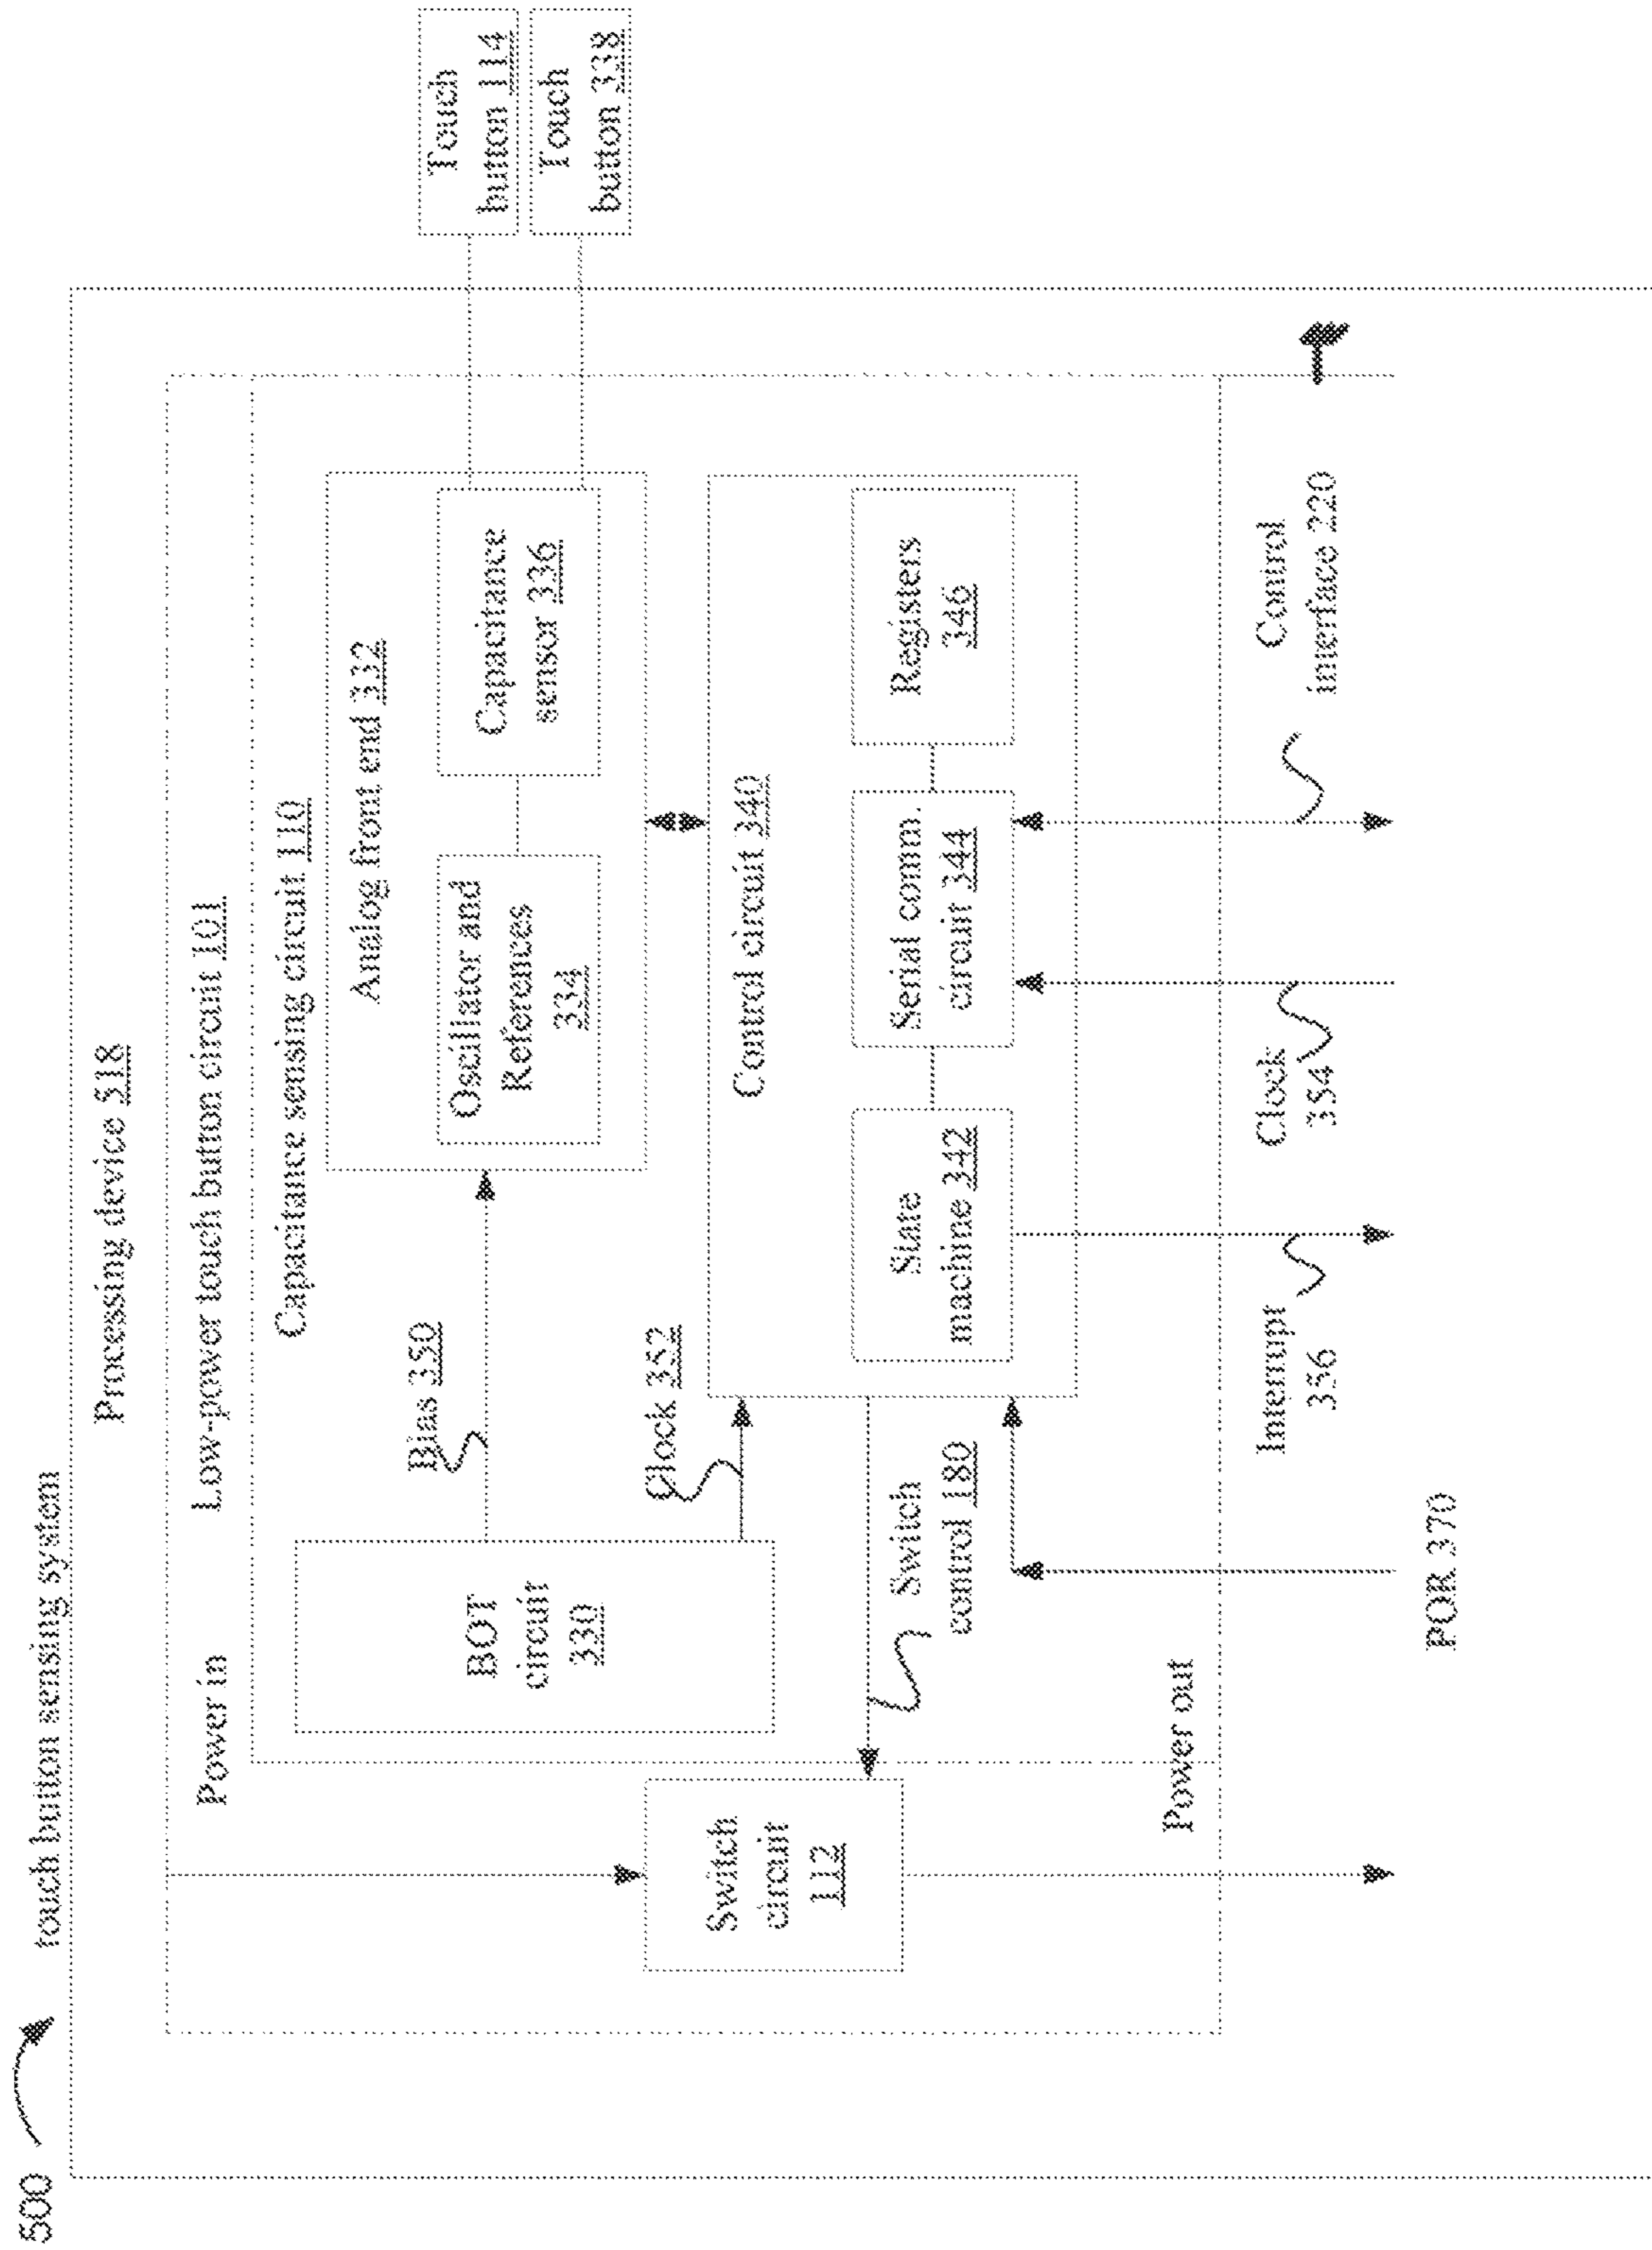 500
touch button sensing system
Processing device 518
Low-power touch button circuit 101
Power in
Capacitance sensing circuit 110
Analog front end 332
Oscillator and
References
334
Capacitance
sensor 336
Touch
button 114
Touch
button 338
BOT
circuit
330
Bias 350
Clock 352
Control circuit 340
State
machine 342
Serial comm.
circuit 344
Registers
346
Switch
circuit
112
Switch
control 180
Power out
POR 370
Interrupt
356
Clock
354
Control
interface 220